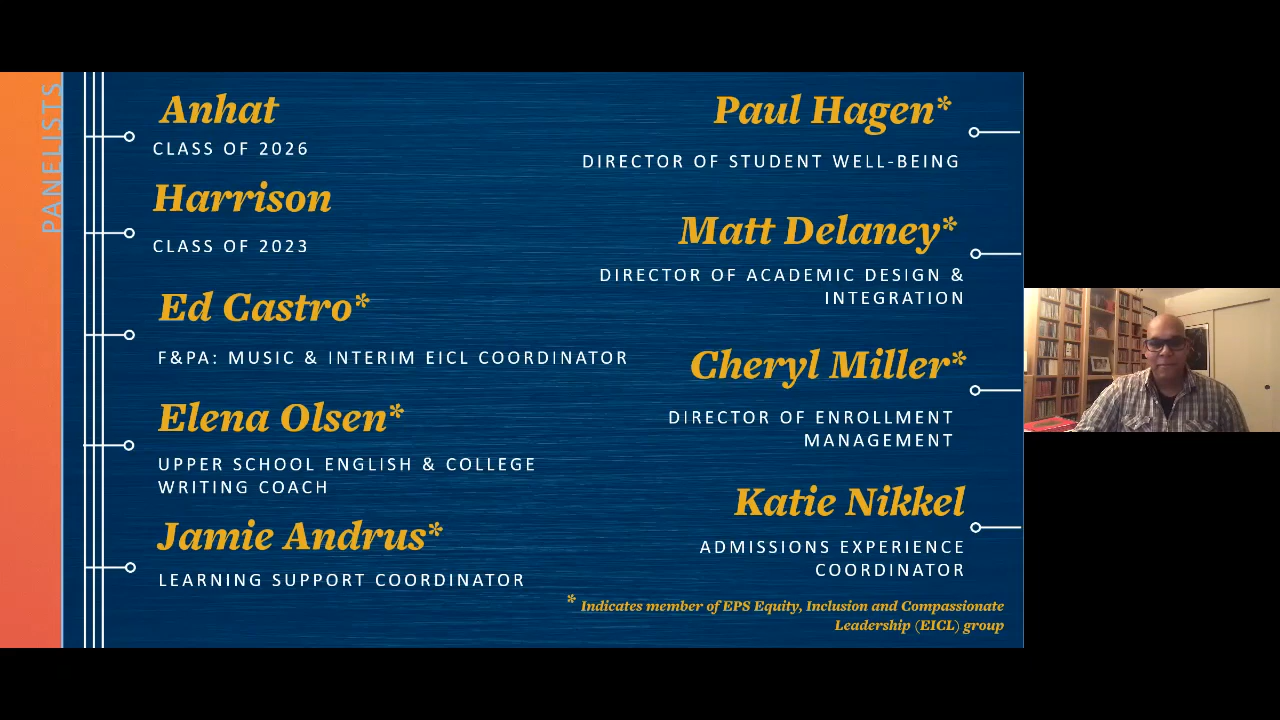 PANELISTS
Anhat
CLASS OF 2026
Harrison
CLASS OF 2023
Ed Castro*
F&PA: MUSIC & INTERIM EICL COORDINATOR
Elena Olsen*
UPPER SCHOOL ENGLISH & COLLEGE
WRITING COACH
Jamie Andrus*
LEARNING SUPPORT COORDINATOR
Paul Hagen*
DIRECTOR OF STUDENT WELL-BEING
Matt Delaney*
DIRECTOR OF ACADEMIC DESIGN &
INTEGRATION
Cheryl Miller*
DIRECTOR OF ENROLLMENT
MANAGEMENT
Katie Nikkel
ADMISSIONS EXPERIENCE
COORDINATOR
* Indicates member of EPS Equity, Inclusion and Compassionate
Leadership (EICL) group